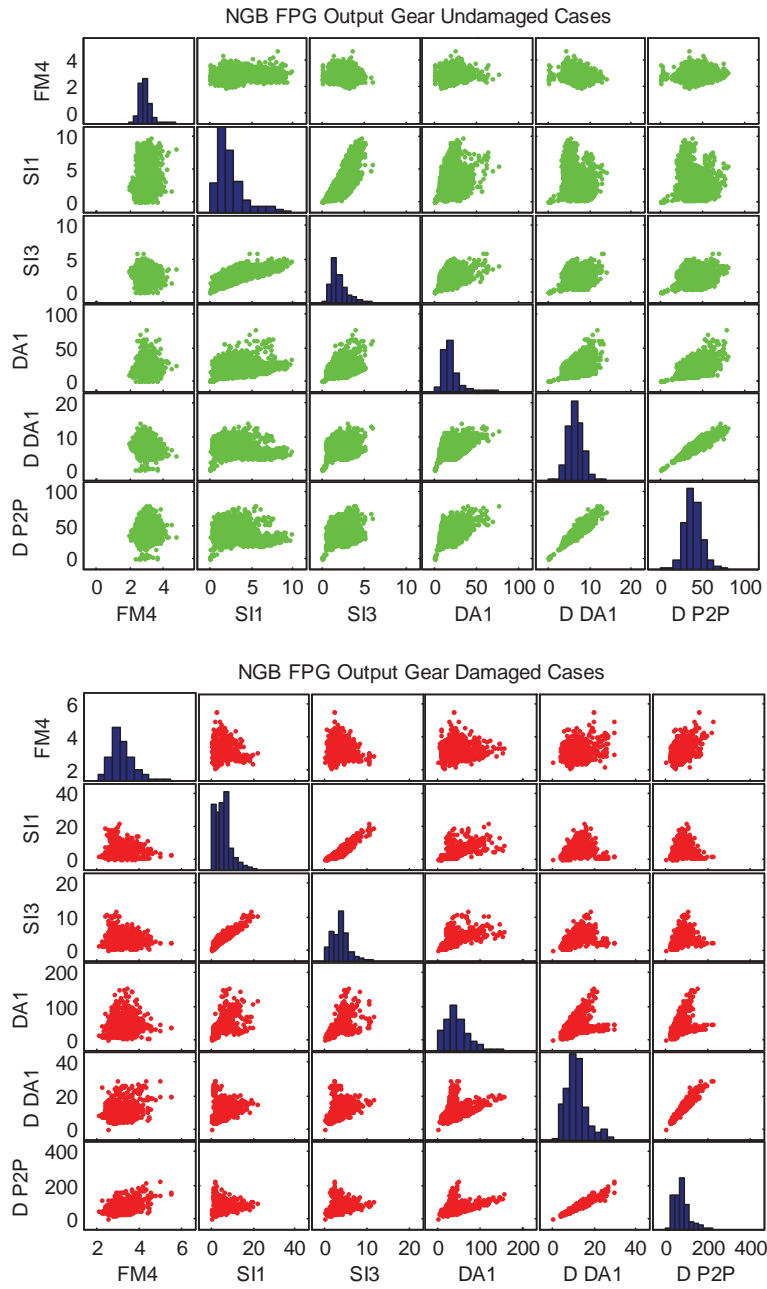 NGB FPG Output Gear Undamaged Cases
FM4
4
2
0
SI1
10
5
0
SI3
10
5
0
DA1
100
50
0
D DA1
20
10
0
D P2P
100
50
0
0 2 4
0 5 10
0 5 10
0 50 100
0 10 20
0 50 100
FM4 SI1 SI3 DA1 D DA1 D P2P
NGB FPG Output Gear Damaged Cases
FM4
6
4
2
SI1
40
20
0
SI3
20
10
0
DA1
200
100
0
D DA1
40
20
0
D P2P
400
200
0
2 4 6
0 20 40
0 10 20
0 100 200
0 20 40
0 200 400
FM4 SI1 SI3 DA1 D DA1 D P2P